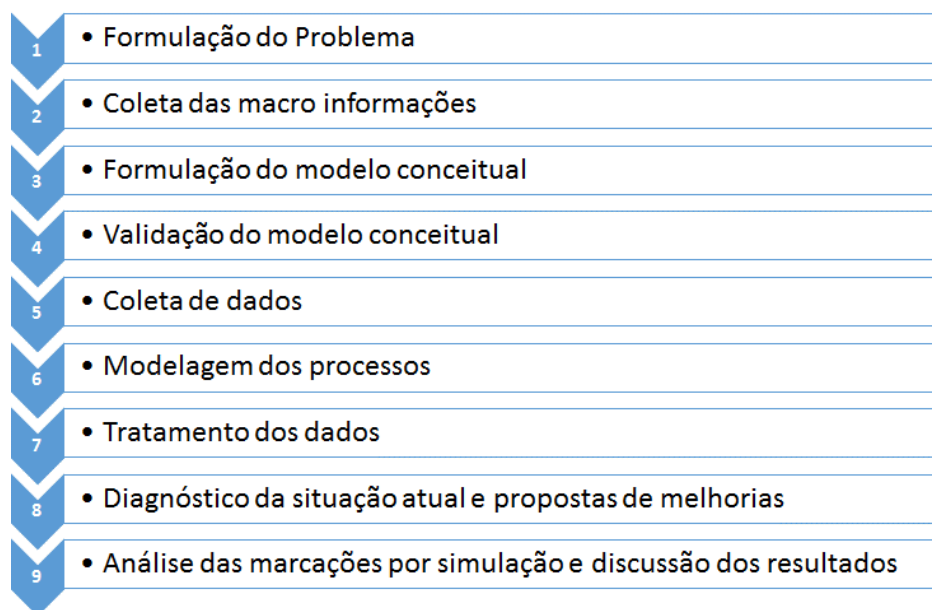 1 • Formulação do Problema
2 • Coleta das macro informações
3 • Formulação do modelo conceitual
4 • Validação do modelo conceitual
5 • Coleta de dados
6 • Modelagem dos processos
7 • Tratamento dos dados
8 • Diagnóstico da situação atual e propostas de melhorias
9 • Análise das marcações por simulação e discussão dos resultados